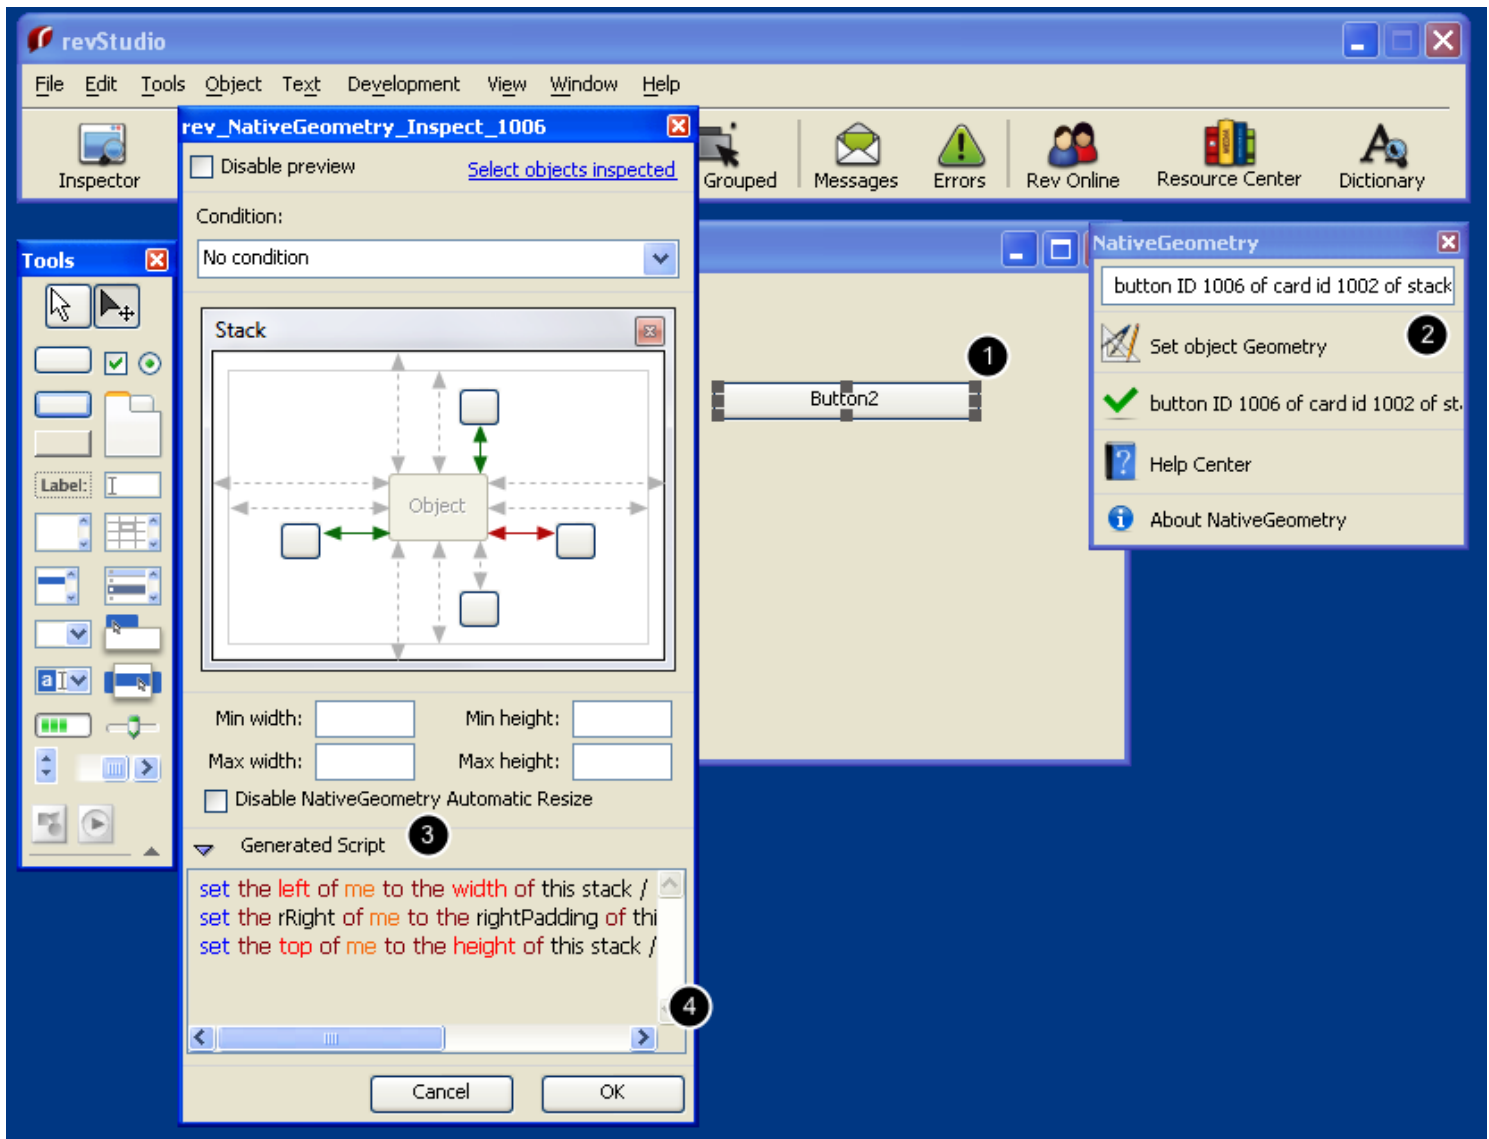 revStudio
File Edit Tools Object Text Development View Window Help
Inspector
Grouped
Messages
Errors
Rev Online
Resource Center
Dictionary
rev_NativeGeometry_Inspect_1006
Disable preview
Select objects inspected
Condition:
No condition
Stack
Object
Min width:
Min height:
Max width:
Max height:
Disable NativeGeometry Automatic Resize
Generated Script
3
set the left of me to the width of this stack /
set the rRight of me to the rightPadding of thi
set the top of me to the height of this stack /
4
Cancel
OK
Tools
Label:
a
1
Button2
NativeGeometry
button ID 1006 of card id 1002 of stack
Set object Geometry
2
button ID 1006 of card id 1002 of st
Help Center
About NativeGeometry